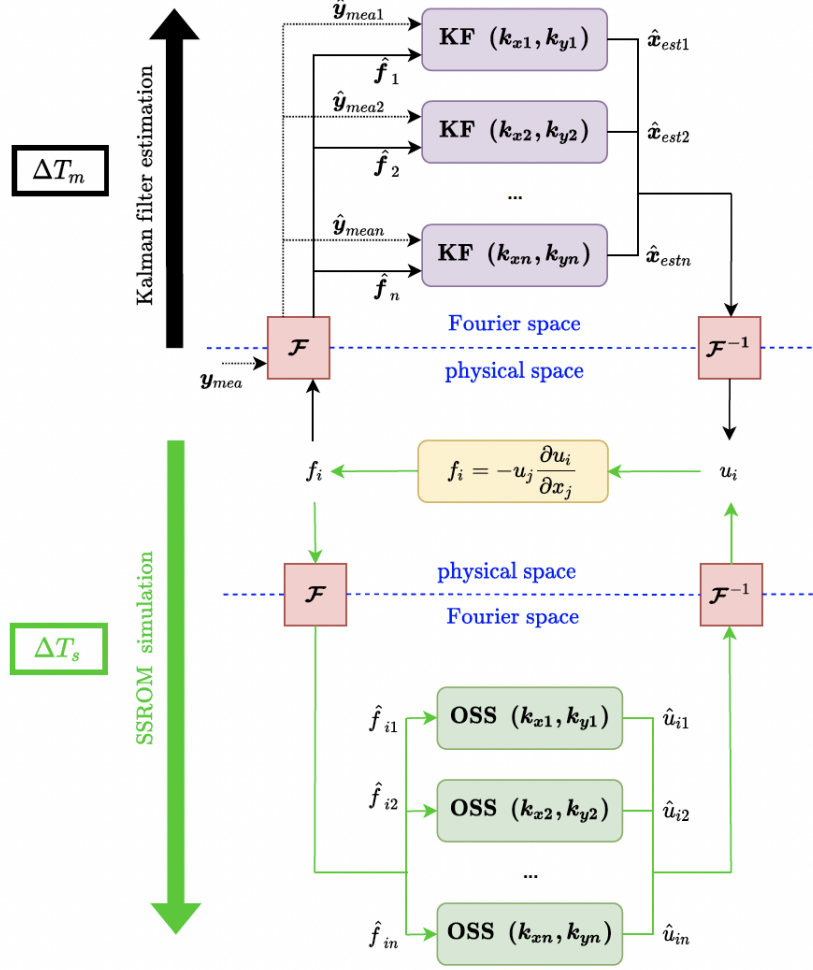 ŷ_mea1
KF (k_x1, k_y1)
x̂_est1
f̂_1
ŷ_mea2
KF (k_x2, k_y2)
x̂_est2
f̂_2
...
ŷ_mean
KF (k_xn, k_yn)
x̂_estn
f̂_n
ΔT_m
Kalman filter estimation
Fourier space
𝓕
𝓕⁻¹
physical space
y_mea
f_i
f_i = −u_j ∂u_i/∂x_j
u_i
physical space
𝓕
𝓕⁻¹
Fourier space
ΔT_s
SSROM simulation
f̂_i1
OSS (k_x1, k_y1)
û_i1
f̂_i2
OSS (k_x2, k_y2)
û_i2
...
f̂_in
OSS (k_xn, k_yn)
û_in